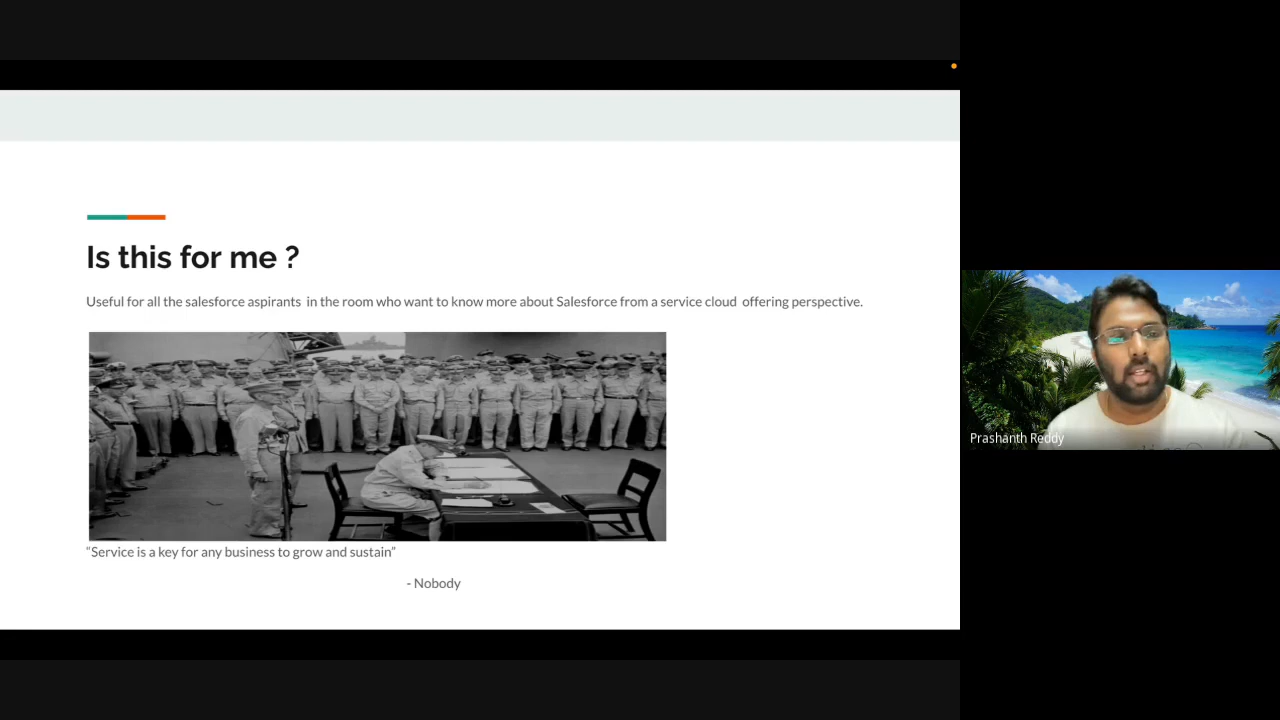 Is this for me ?
Useful for all the salesforce aspirants in the room who want to know more about Salesforce from a service cloud offering perspective.
“Service is a key for any business to grow and sustain”
- Nobody
Prashanth Reddy